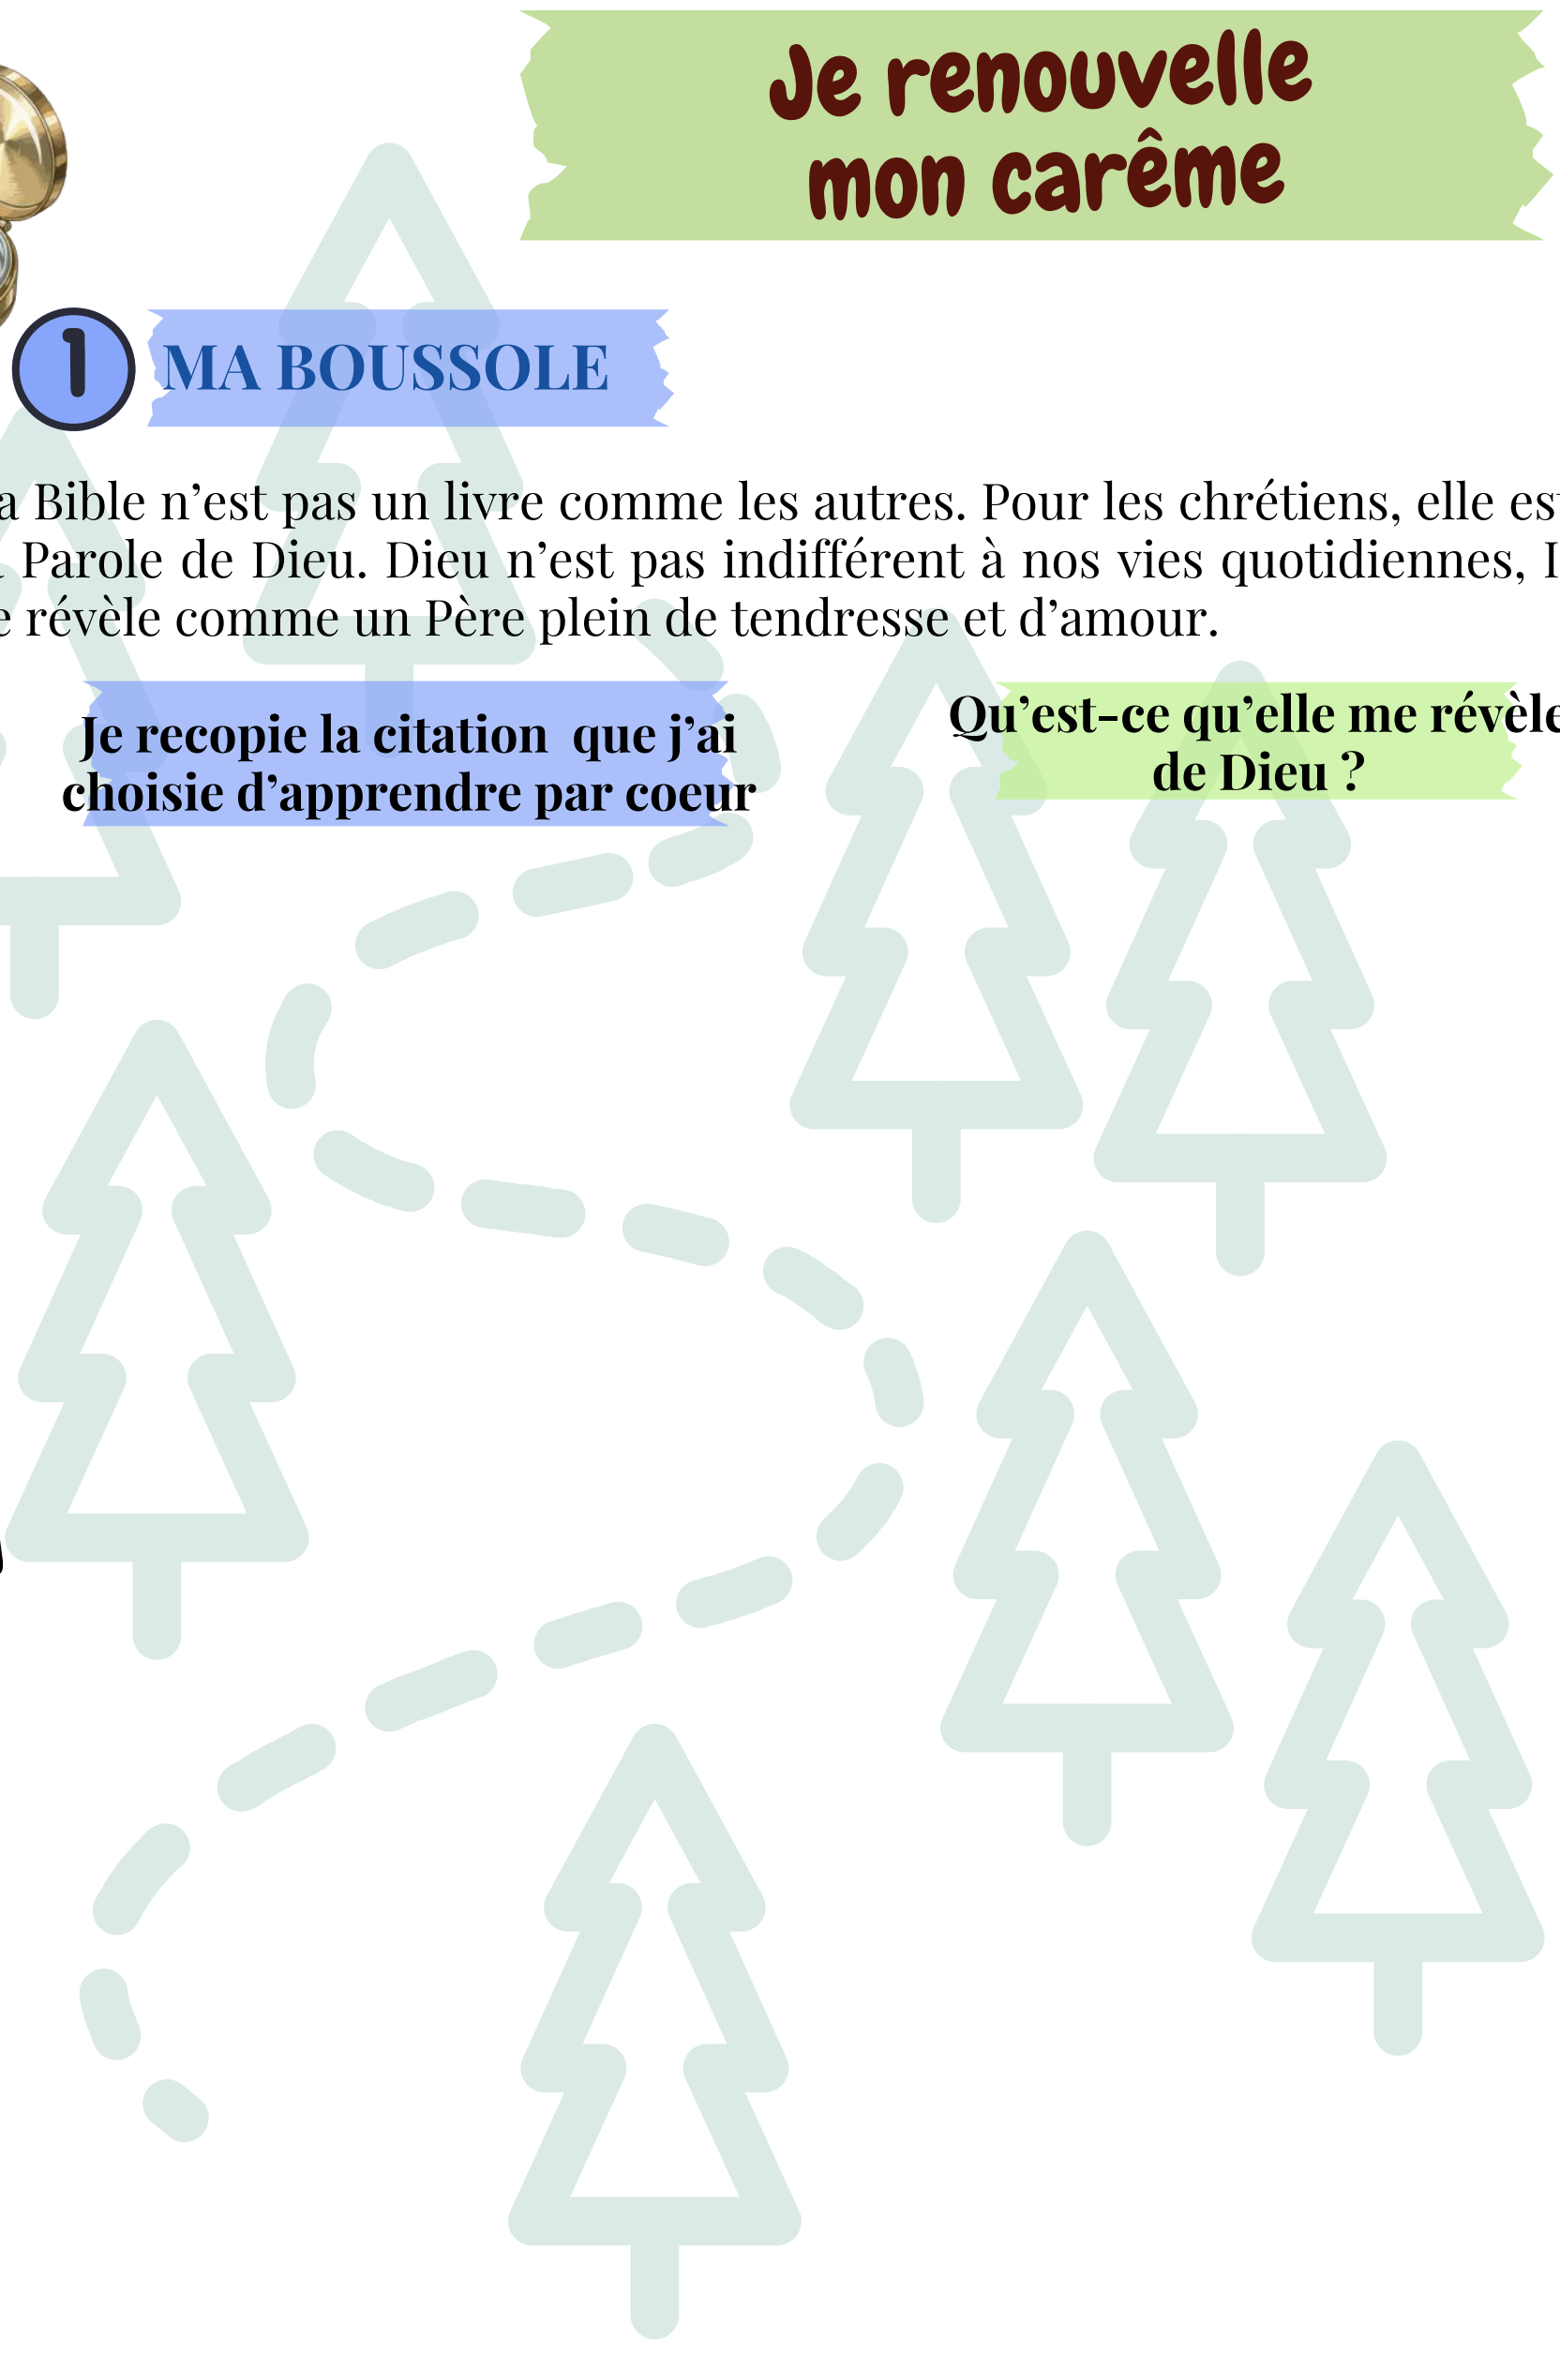 Je renouvelle
mon carême
1
MA BOUSSOLE
a Bible n’est pas un livre comme les autres. Pour les chrétiens, elle es
Parole de Dieu. Dieu n’est pas indifférent à nos vies quotidiennes, I
e révèle comme un Père plein de tendresse et d’amour.
Je recopie la citation que j’ai
choisie d’apprendre par coeur
Qu’est-ce qu’elle me révèle
de Dieu ?